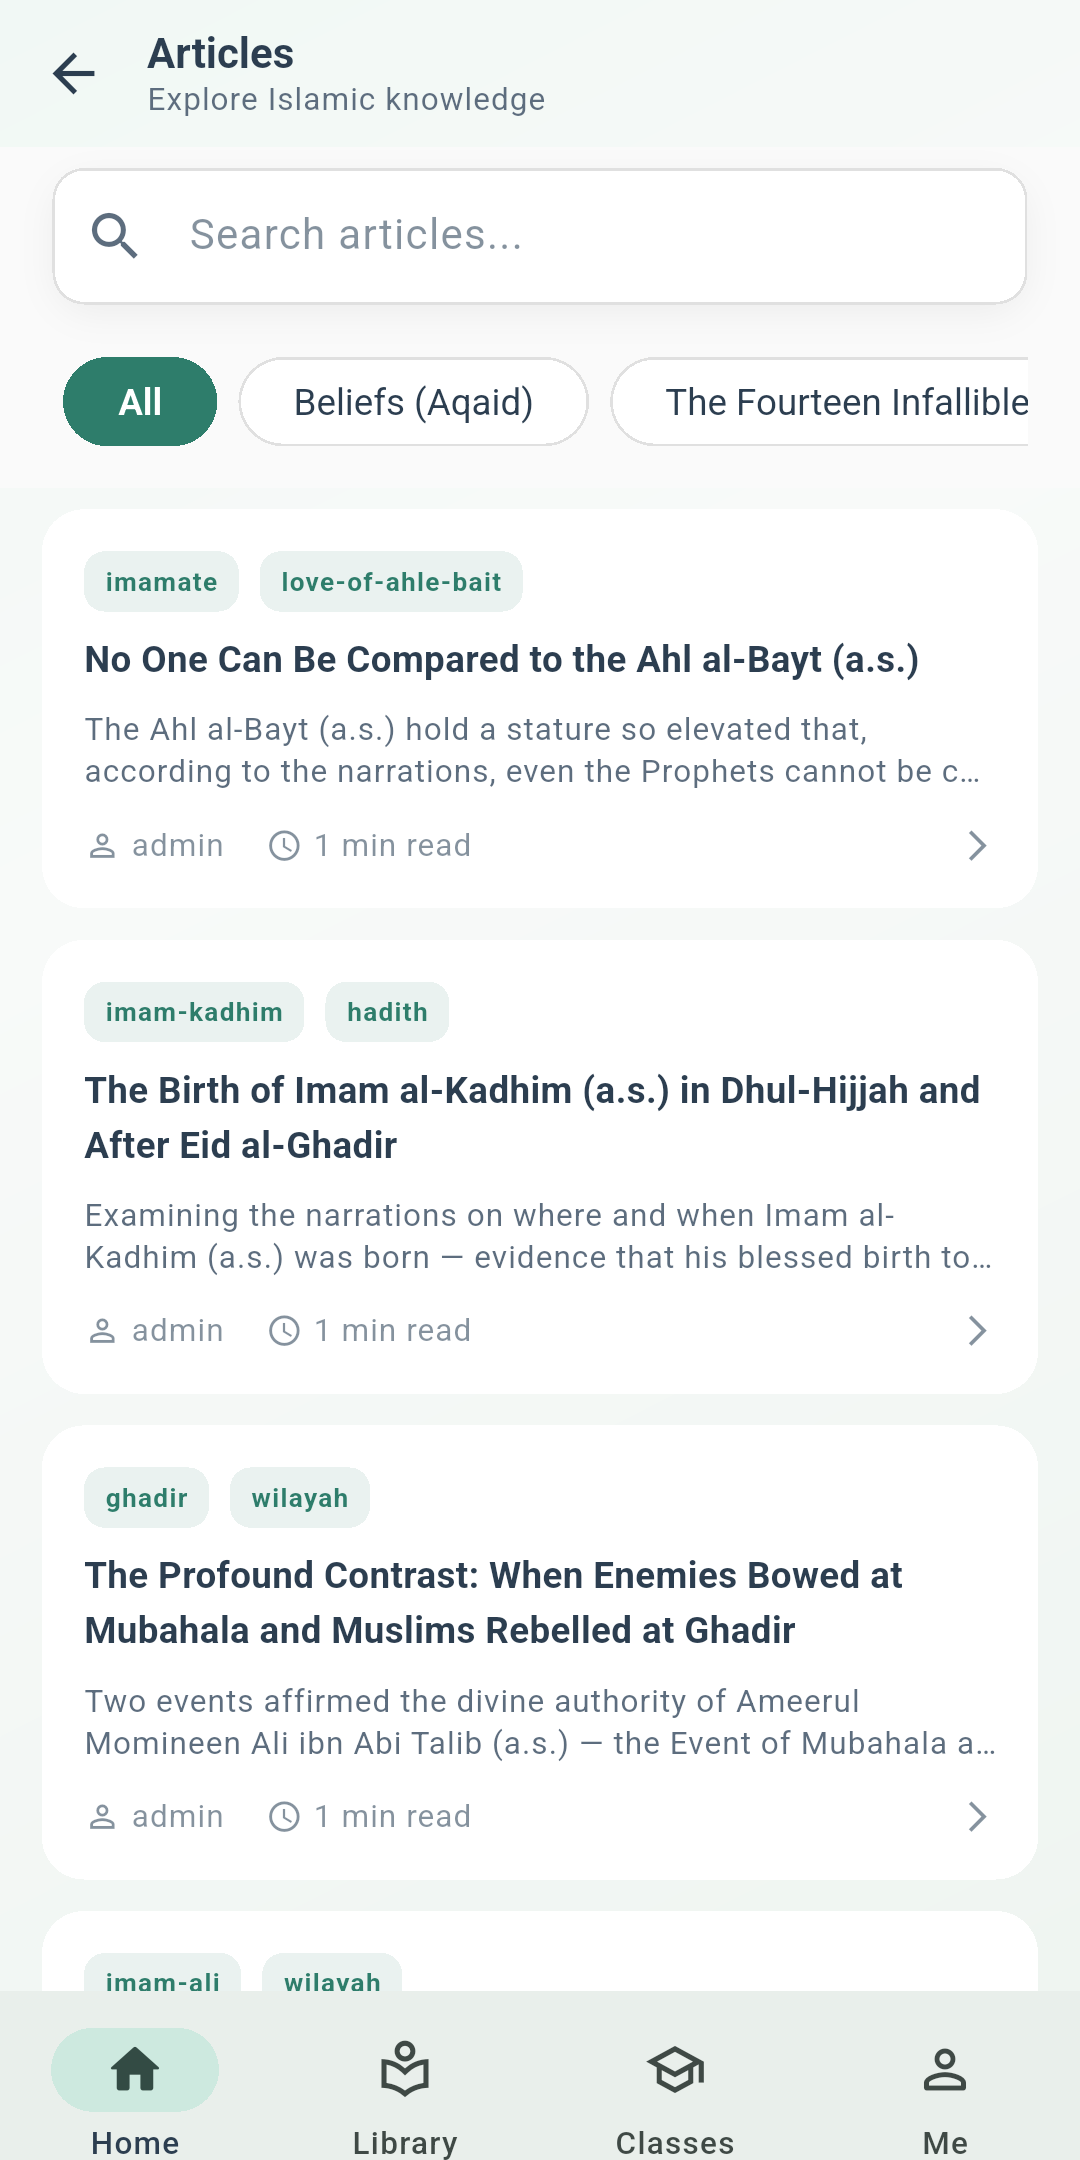 Articles
Explore Islamic knowledge
Search articles...
All
Beliefs (Aqaid)
The Fourteen Infallible
imamate
love-of-ahle-bait
No One Can Be Compared to the Ahl al-Bayt (a.s.)
The Ahl al-Bayt (a.s.) hold a stature so elevated that,
according to the narrations, even the Prophets cannot be c…
admin
1 min read
imam-kadhim
hadith
The Birth of Imam al-Kadhim (a.s.) in Dhul-Hijjah and
After Eid al-Ghadir
Examining the narrations on where and when Imam al-
Kadhim (a.s.) was born — evidence that his blessed birth to…
admin
1 min read
ghadir
wilayah
The Profound Contrast: When Enemies Bowed at
Mubahala and Muslims Rebelled at Ghadir
Two events affirmed the divine authority of Ameerul
Momineen Ali ibn Abi Talib (a.s.) — the Event of Mubahala a…
admin
1 min read
imam-ali
wilayah
Home
Library
Classes
Me